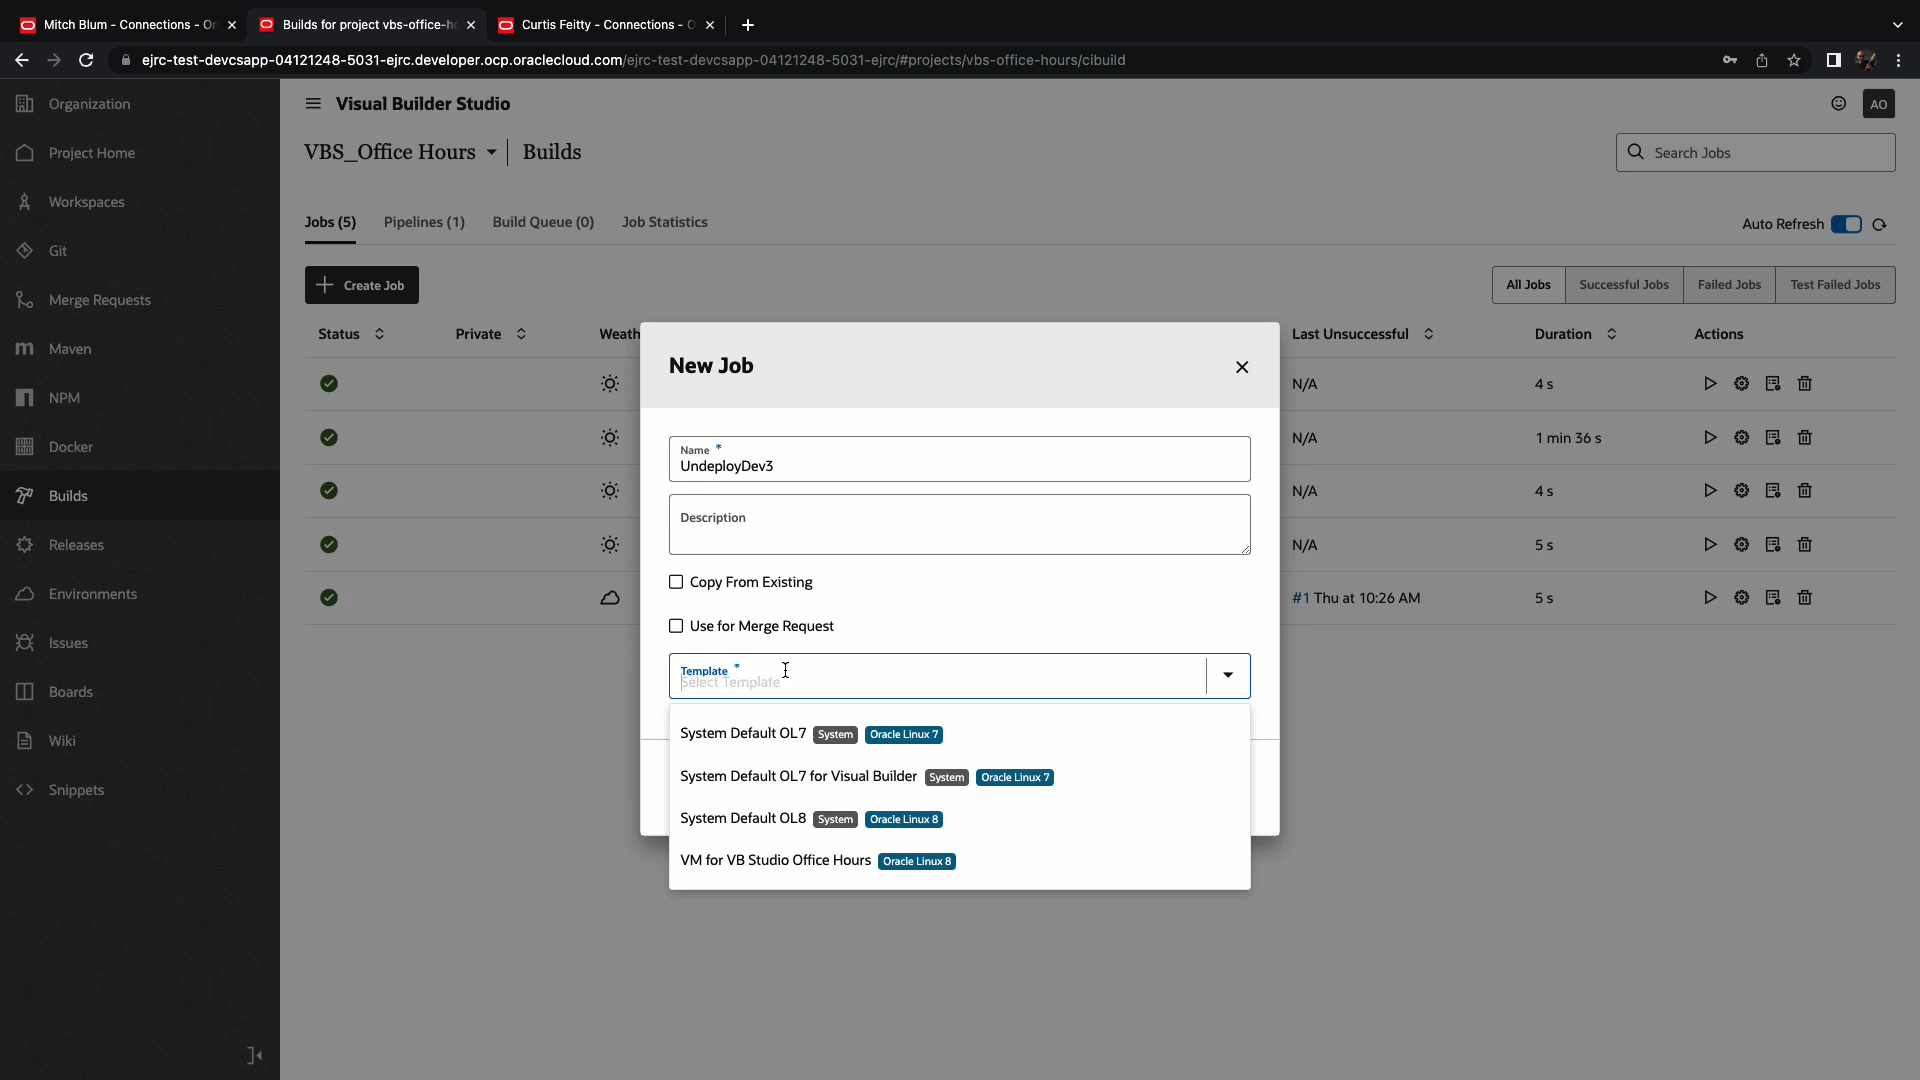 Mitch Blum - Connections - Or
Builds for project vbs-office-ho
Curtis Feitty - Connections - O
ejrc-test-devcsapp-04121248-5031-ejrc.developer.ocp.oraclecloud.com/ejrc-test-devcsapp-04121248-5031-ejrc/#projects/vbs-office-hours/cibuild
Organization
Project Home
Workspaces
Git
Merge Requests
Maven
NPM
Docker
Builds
Releases
Environments
Issues
Boards
Wiki
Snippets
Visual Builder Studio
AO
VBS_Office Hours
Builds
Search Jobs
Jobs (5)
Pipelines (1)
Build Queue (0)
Job Statistics
Auto Refresh
Create Job
All Jobs
Successful Jobs
Failed Jobs
Test Failed Jobs
Status
Private
Weath
Last Unsuccessful
Duration
Actions
N/A
4 s
N/A
1 min 36 s
N/A
4 s
N/A
5 s
#1 Thu at 10:26 AM
5 s
New Job
Name *
UndeployDev3
Description
Copy From Existing
Use for Merge Request
Template *
Select Template
System Default OL7 System Oracle Linux 7
System Default OL7 for Visual Builder System Oracle Linux 7
System Default OL8 System Oracle Linux 8
VM for VB Studio Office Hours Oracle Linux 8